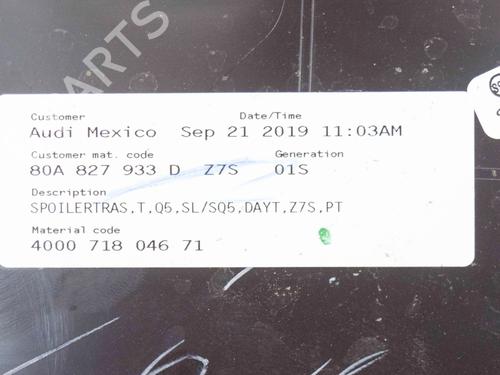 PARTS
Customer Date/Time
Audi Mexico Sep 21 2019 11:03AM
Customer mat. code Generation
80A 827 933 D Z7S 01S
Description
SPOILERTRAS,T,Q5,SL/SQ5,DAYT,Z7S,PT
Material code
4000 718 046 71